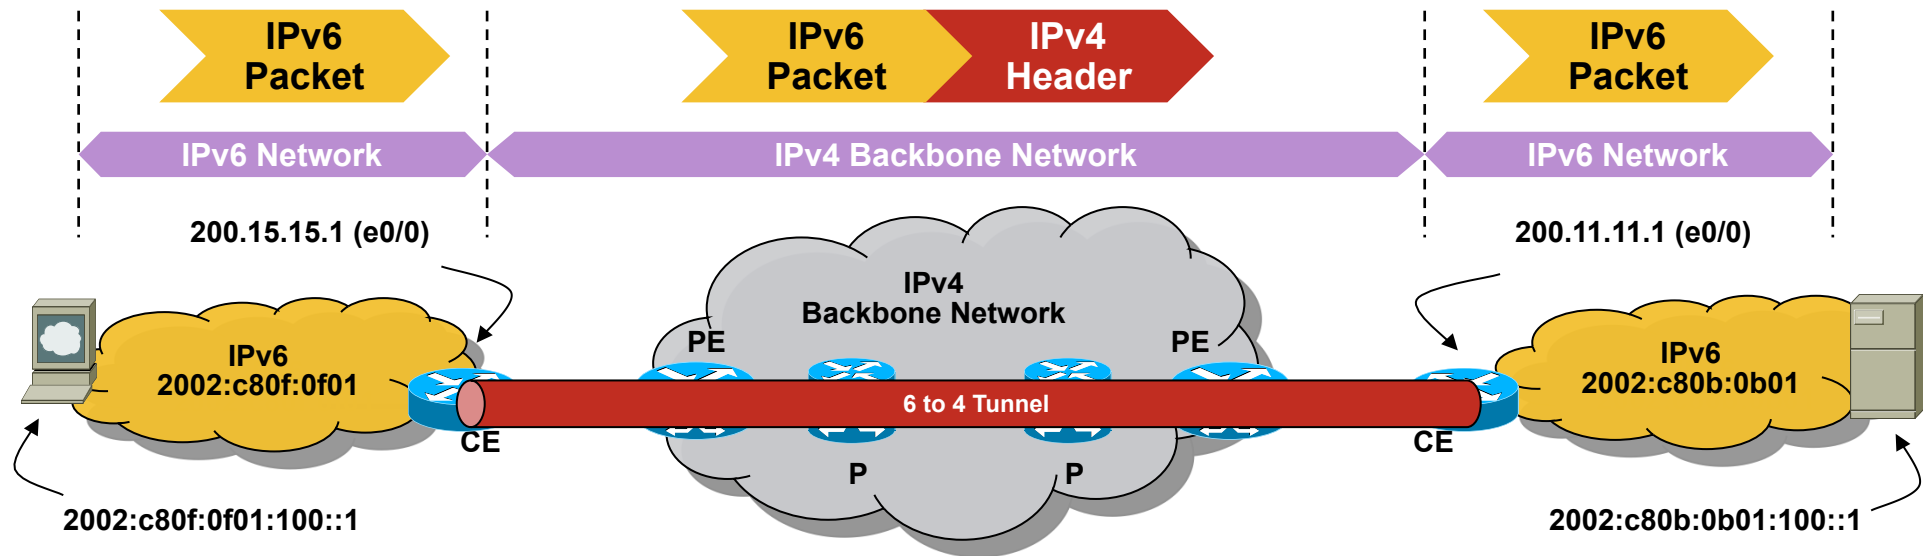 IPv6
Packet
IPv6
Packet
IPv4
Header
IPv6
Packet
IPv6 Network
IPv4 Backbone Network
IPv6 Network
200.15.15.1 (e0/0)
200.11.11.1 (e0/0)
IPv4
Backbone Network
PE
PE
IPv6
2002:c80f:0f01
IPv6
2002:c80b:0b01
6 to 4 Tunnel
CE
CE
P
P
2002:c80f:0f01:100::1
2002:c80b:0b01:100::1